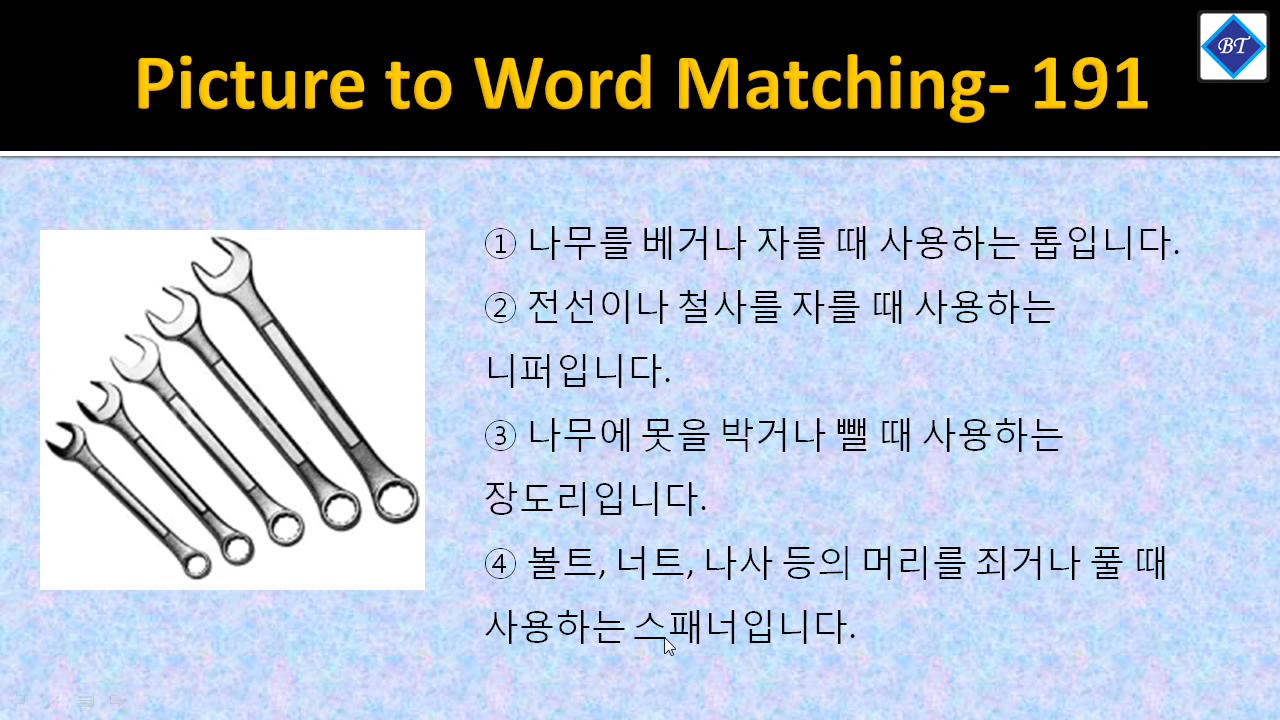 BT
Picture to Word Matching- 191
① 나무를 베거나 자를 때 사용하는 톱입니다.
② 전선이나 철사를 자를 때 사용하는
니퍼입니다.
③ 나무에 못을 박거나 뺄 때 사용하는
장도리입니다.
④ 볼트, 너트, 나사 등의 머리를 죄거나 풀 때
사용하는 스패너입니다.